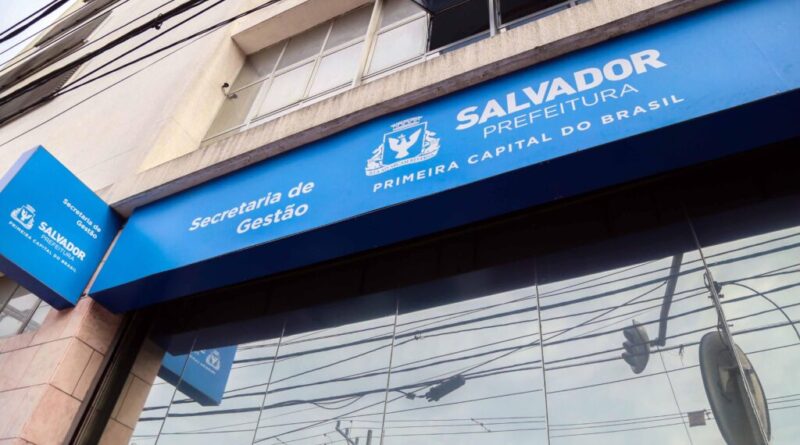 Secretaria de
Gestão
SALVADOR
PREFEITURA
PRIMEIRA CAPITAL DO BRASIL
Secretaria de
Gestão
SALVADOR
PREFEITURA
PRIMEIRA CAPITAL DO BRASIL